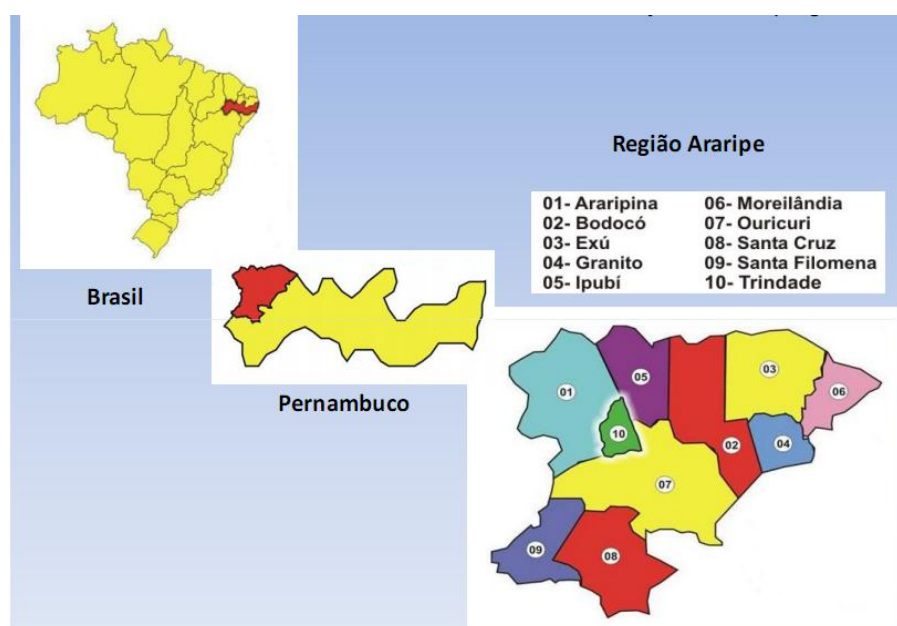 Região Araripe
01- Araripina
02- Bodocó
03- Exú
04- Granito
05- Ipubí
06- Moreilândia
07- Ouricuri
08- Santa Cruz
09- Santa Filomena
10- Trindade
Brasil
Pernambuco
01
05
03
06
10
02
04
07
09
08